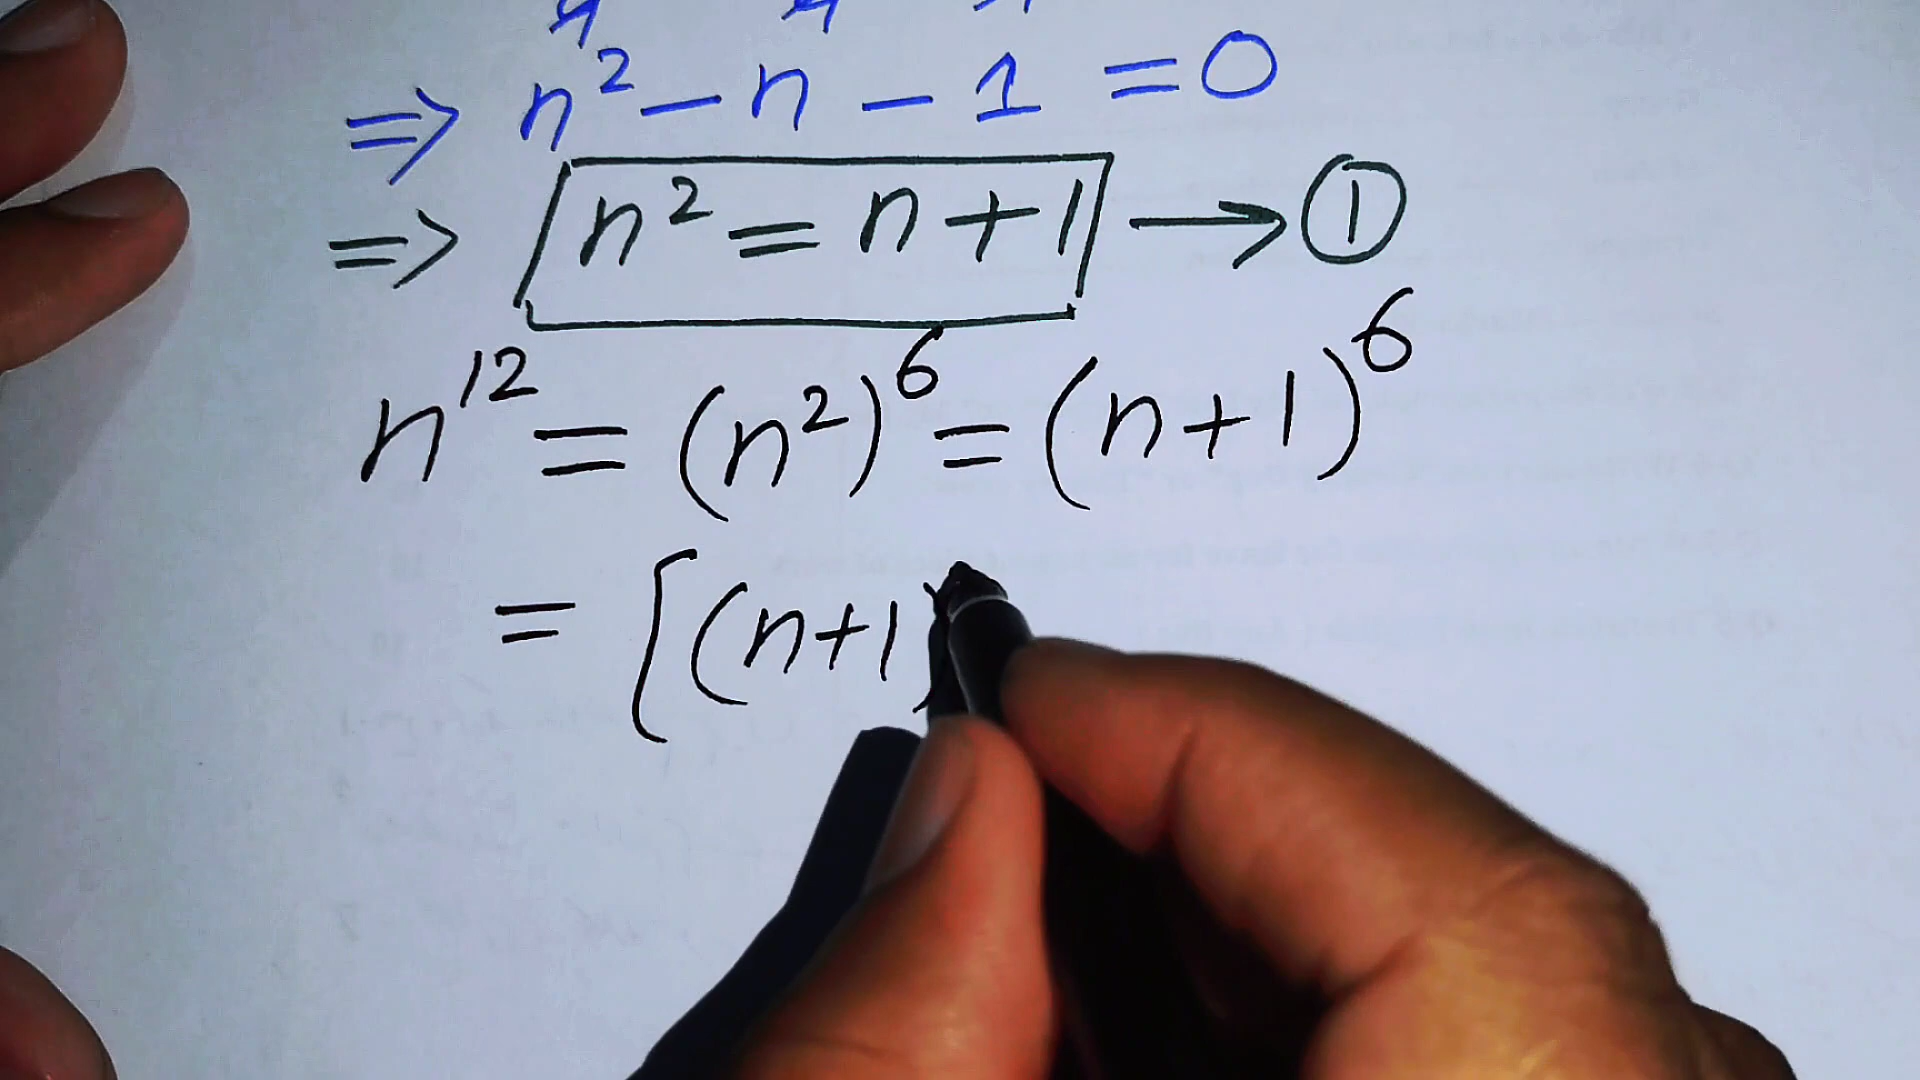 ⇒ n² − n − 1 = 0
⇒ n² = n + 1 → ①
n¹² = (n²)⁶ = (n + 1)⁶
= [(n+1)